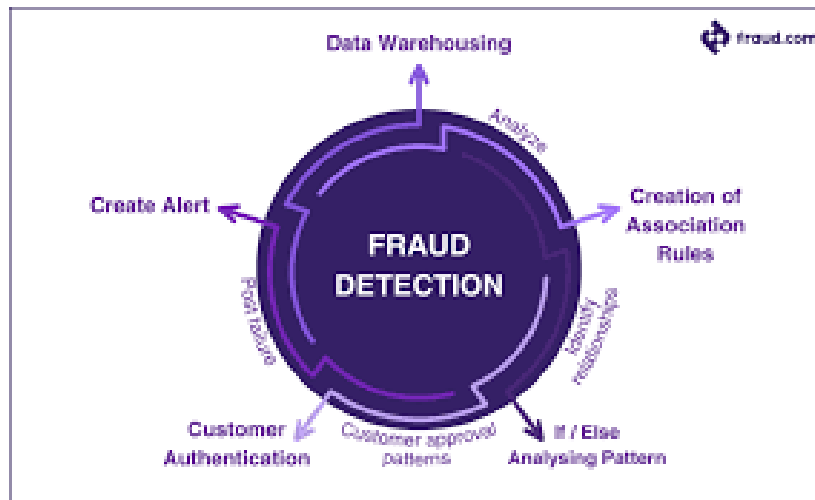 Data Warehousing
fraud.com
Analyze
Create Alert
Creation of
Association
Rules
FRAUD
DETECTION
Post failure
Identify
relationships
Customer
Authentication
Customer approval
patterns
If / Else
Analysing Pattern